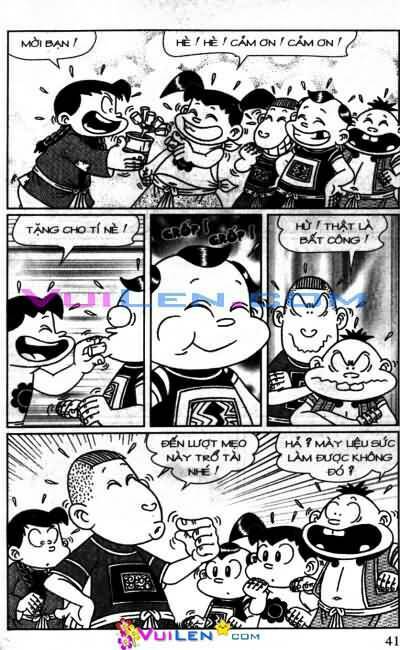 MỜI BẠN!
HÈ! HÈ! CẢM ƠN! CẢM ƠN!
TẶNG CHO TÍ NÈ!
CRỐP! CRỐP!
HỪ! THẬT LÀ
BẤT CÔNG!
VUILEN.COM
ĐẾN LƯỢT MẸO
NÀY TRỔ TÀI
NHÉ!
HẢ? MÀY LIỆU SỨC
LÀM ĐƯỢC KHÔNG
ĐÓ?
41
VUILEN.COM